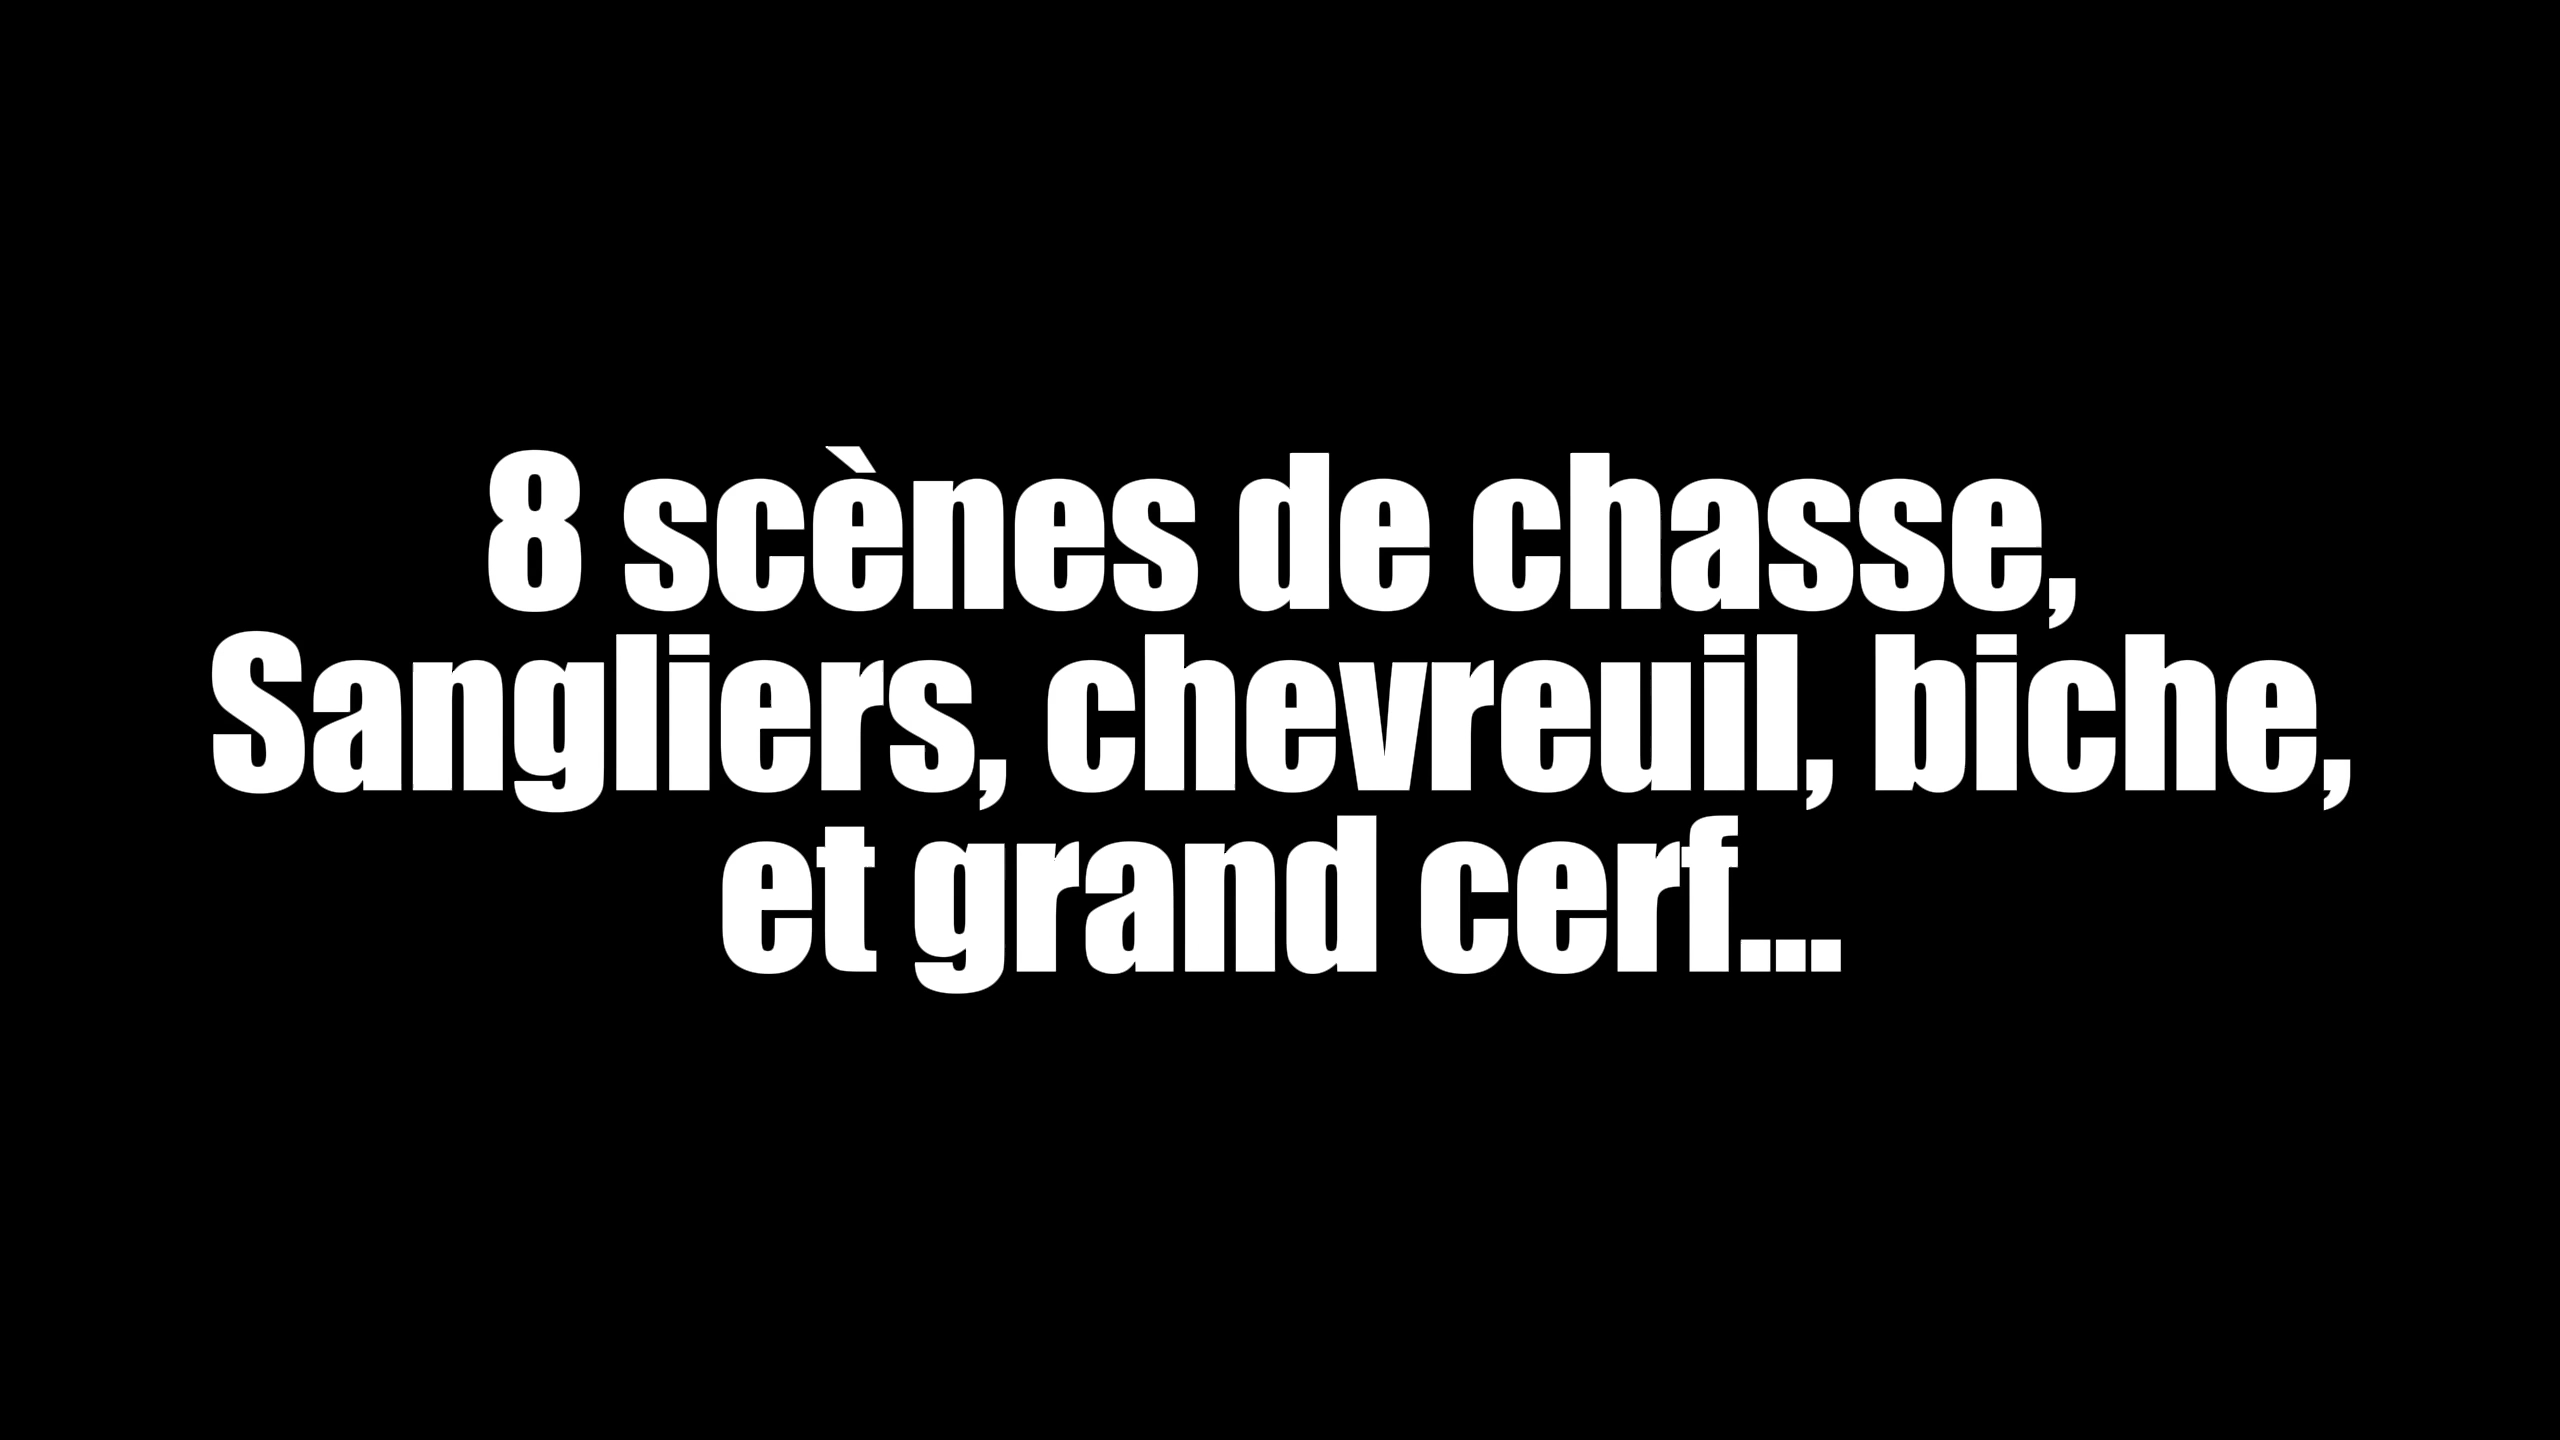 8 scènes de chasse,
Sangliers, chevreuil, biche,
et grand cerf...